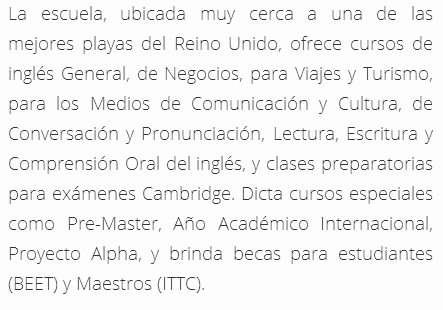 La escuela, ubicada muy cerca a una de las
mejores playas del Reino Unido, ofrece cursos de
inglés General, de Negocios, para Viajes y Turismo,
para los Medios de Comunicación y Cultura, de
Conversación y Pronunciación, Lectura, Escritura y
Comprensión Oral del inglés, y clases preparatorias
para exámenes Cambridge. Dicta cursos especiales
como Pre-Master, Año Académico Internacional,
Proyecto Alpha, y brinda becas para estudiantes
(BEET) y Maestros (ITTC).